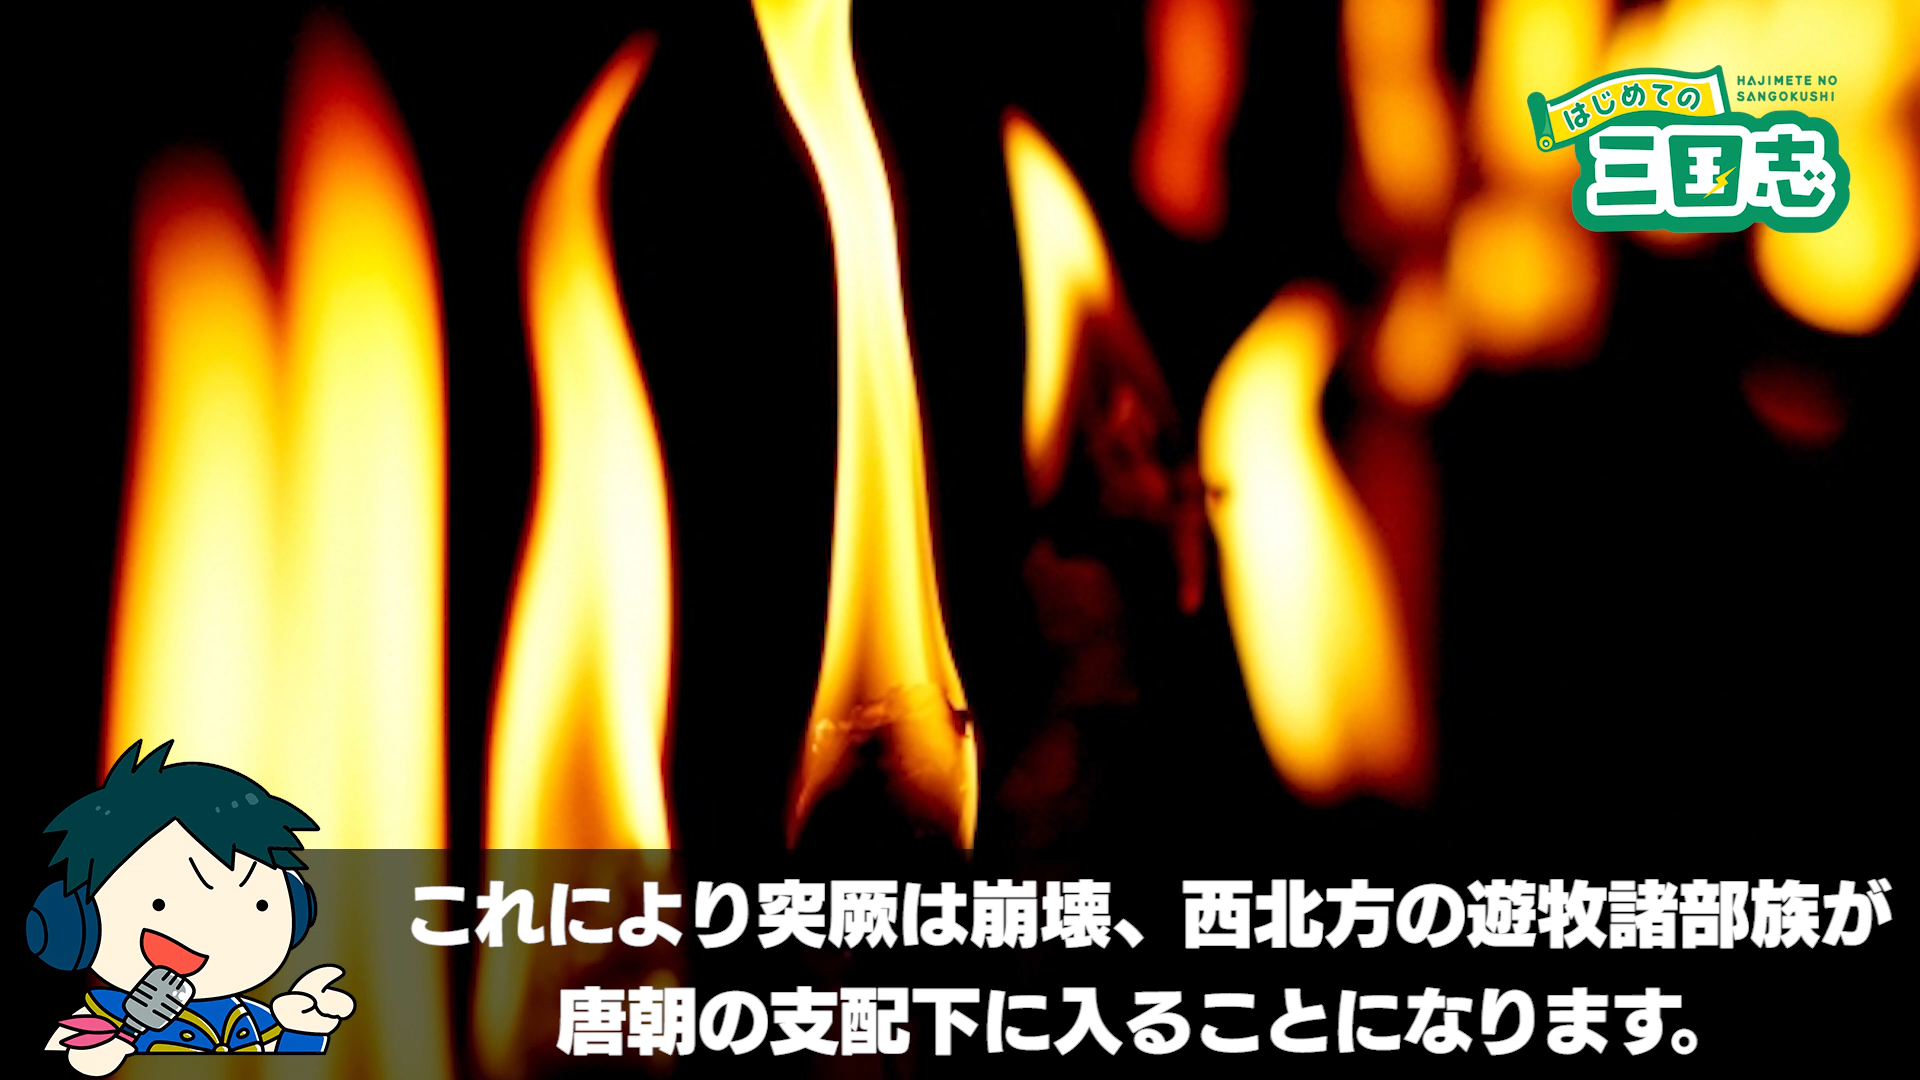 はじめての
HAJIMETE NO
SANGOKUSHI
三国志
これにより突厥は崩壊、西北方の遊牧諸部族が
唐朝の支配下に入ることになります。